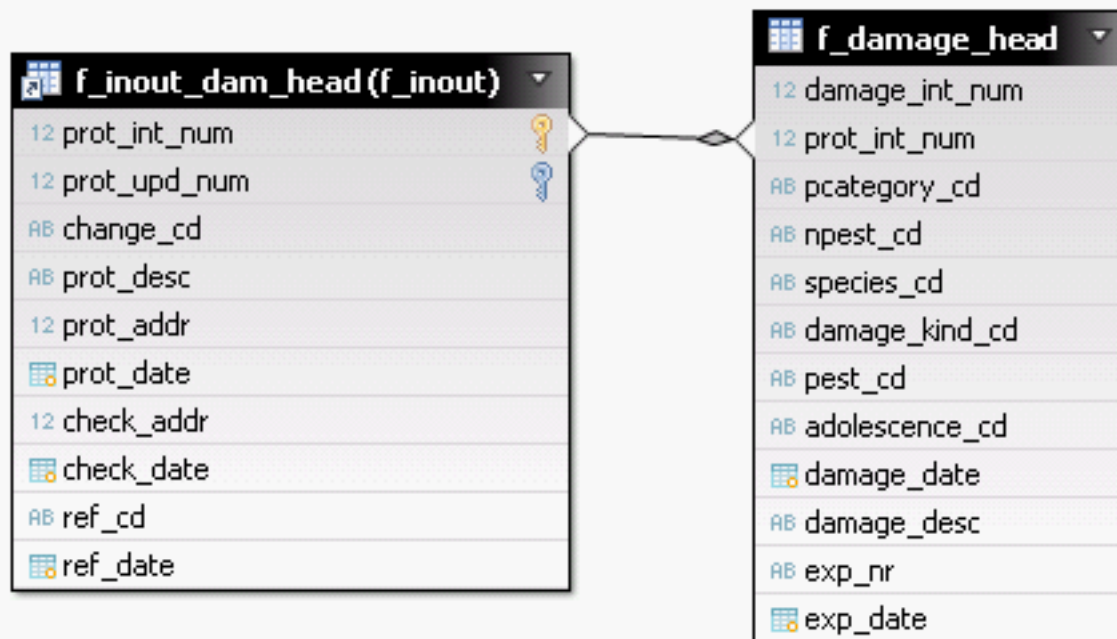 f_inout_dam_head (f_inout)
12 prot_int_num
12 prot_upd_num
AB change_cd
AB prot_desc
12 prot_addr
prot_date
12 check_addr
check_date
AB ref_cd
ref_date
f_damage_head
12 damage_int_num
12 prot_int_num
AB pcategory_cd
AB npest_cd
AB species_cd
AB damage_kind_cd
AB pest_cd
AB adolescence_cd
damage_date
AB damage_desc
AB exp_nr
exp_date